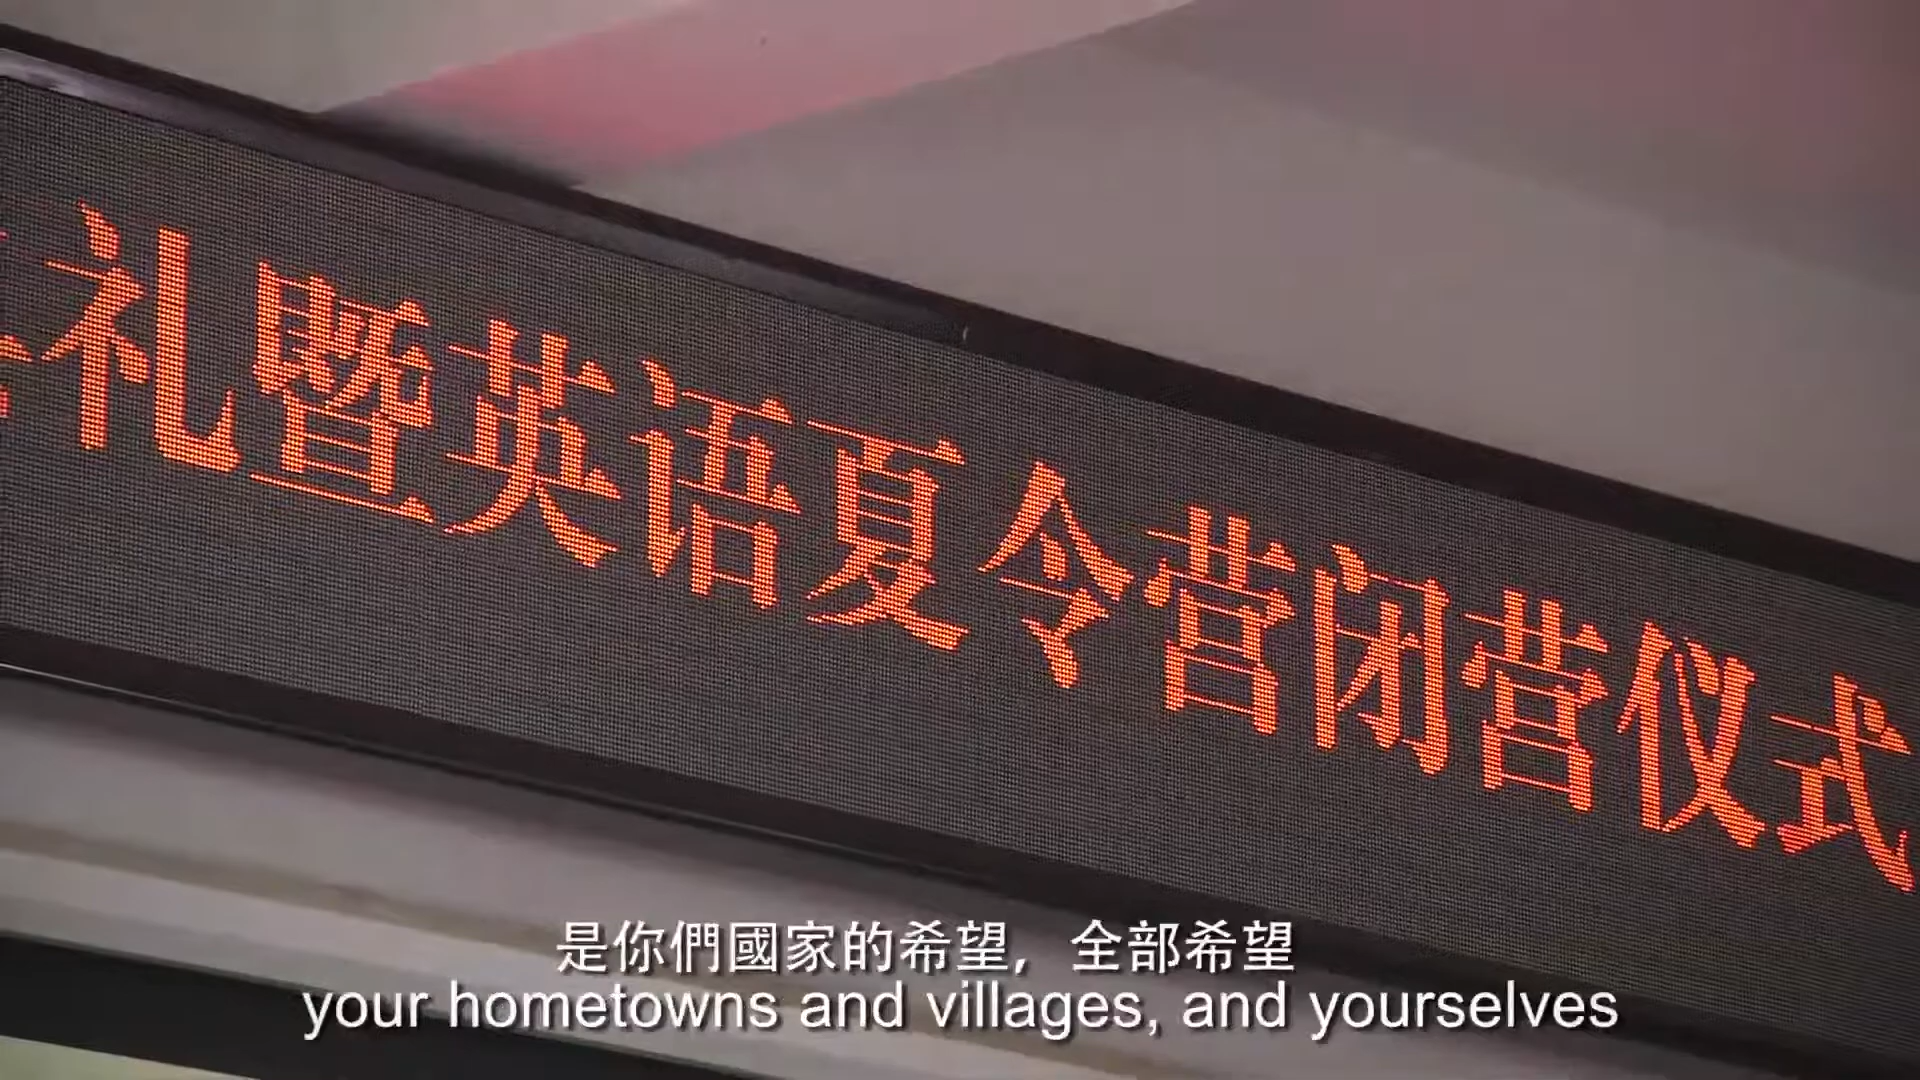 礼暨英语夏令营闭营仪式
是你們國家的希望，全部希望
your hometowns and villages, and yourselves